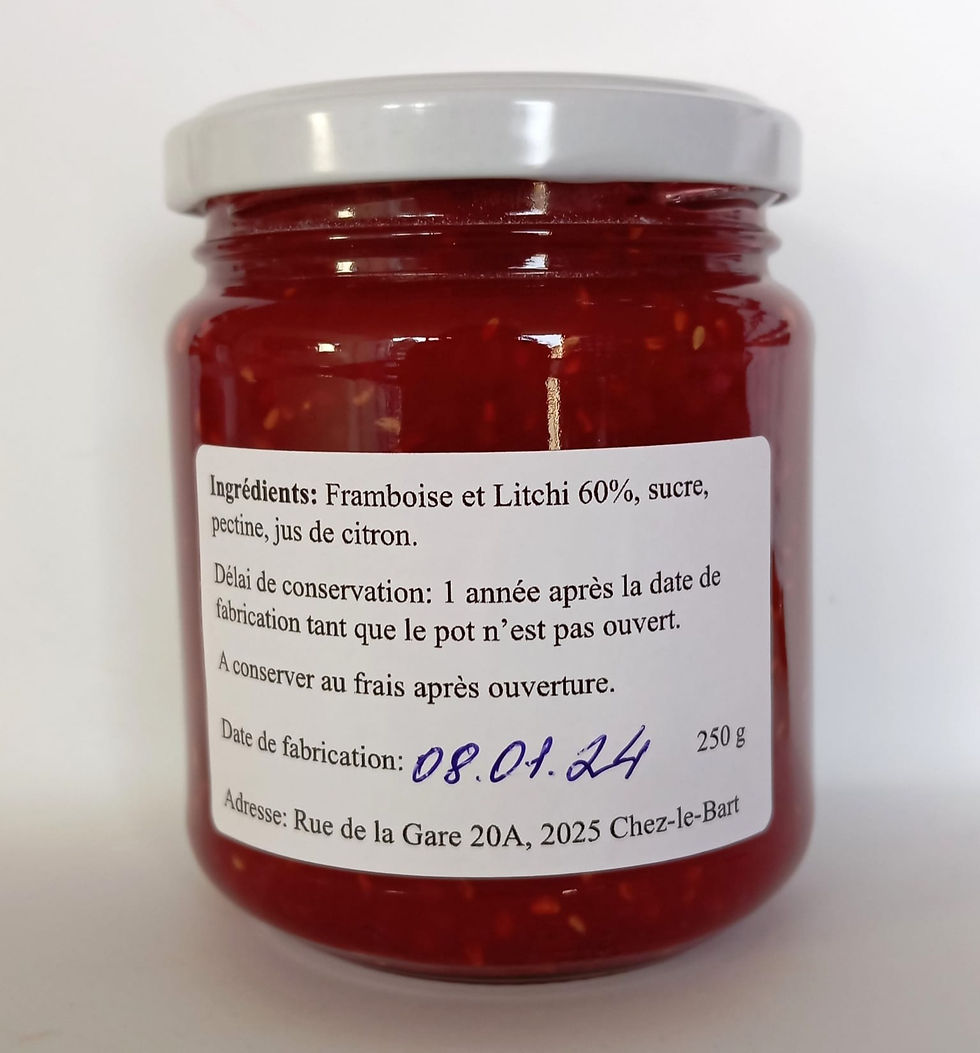 Ingrédients: Framboise et Litchi 60%, sucre,
pectine, jus de citron.
Délai de conservation: 1 année après la date de
fabrication tant que le pot n’est pas ouvert.
A conserver au frais après ouverture.
Date de fabrication: 08.01.24 250 g
Adresse: Rue de la Gare 20A, 2025 Chez-le-Bart